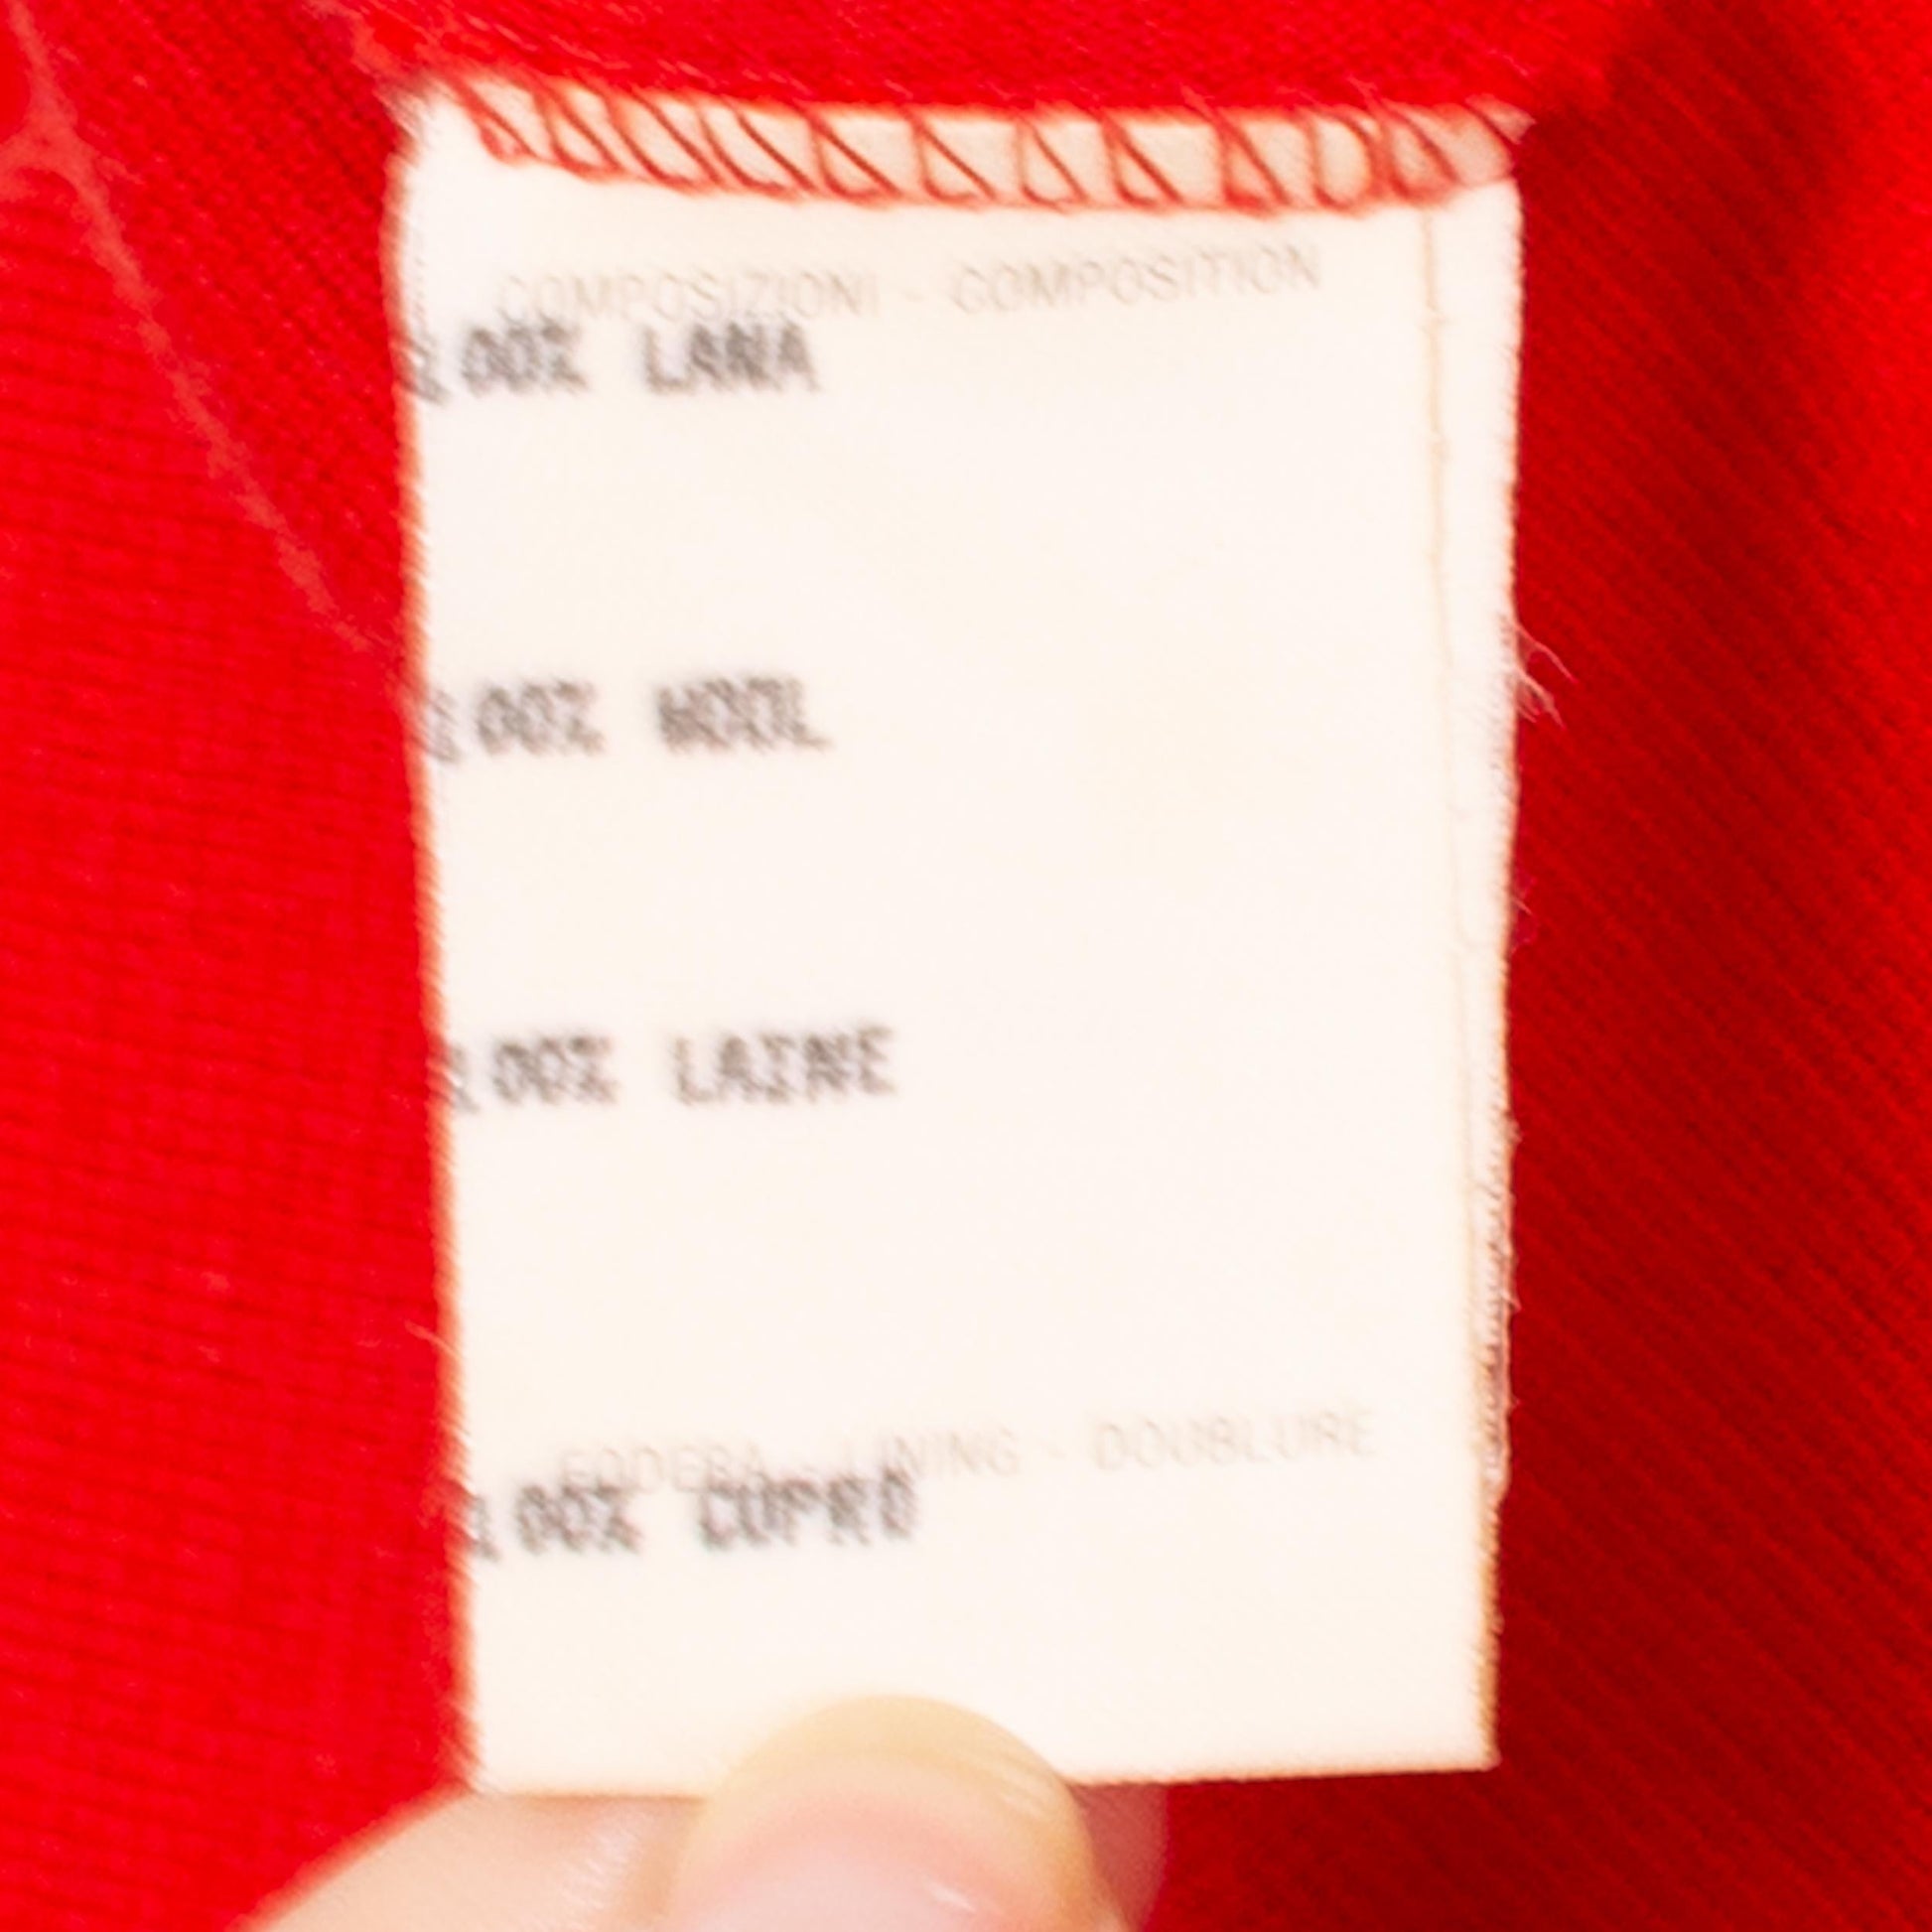 COMPOSIZIONI - COMPOSITION
100% LANA
100% WOOL
100% LAINE
FODERA - LINING - DOUBLURE
100% CUPRO